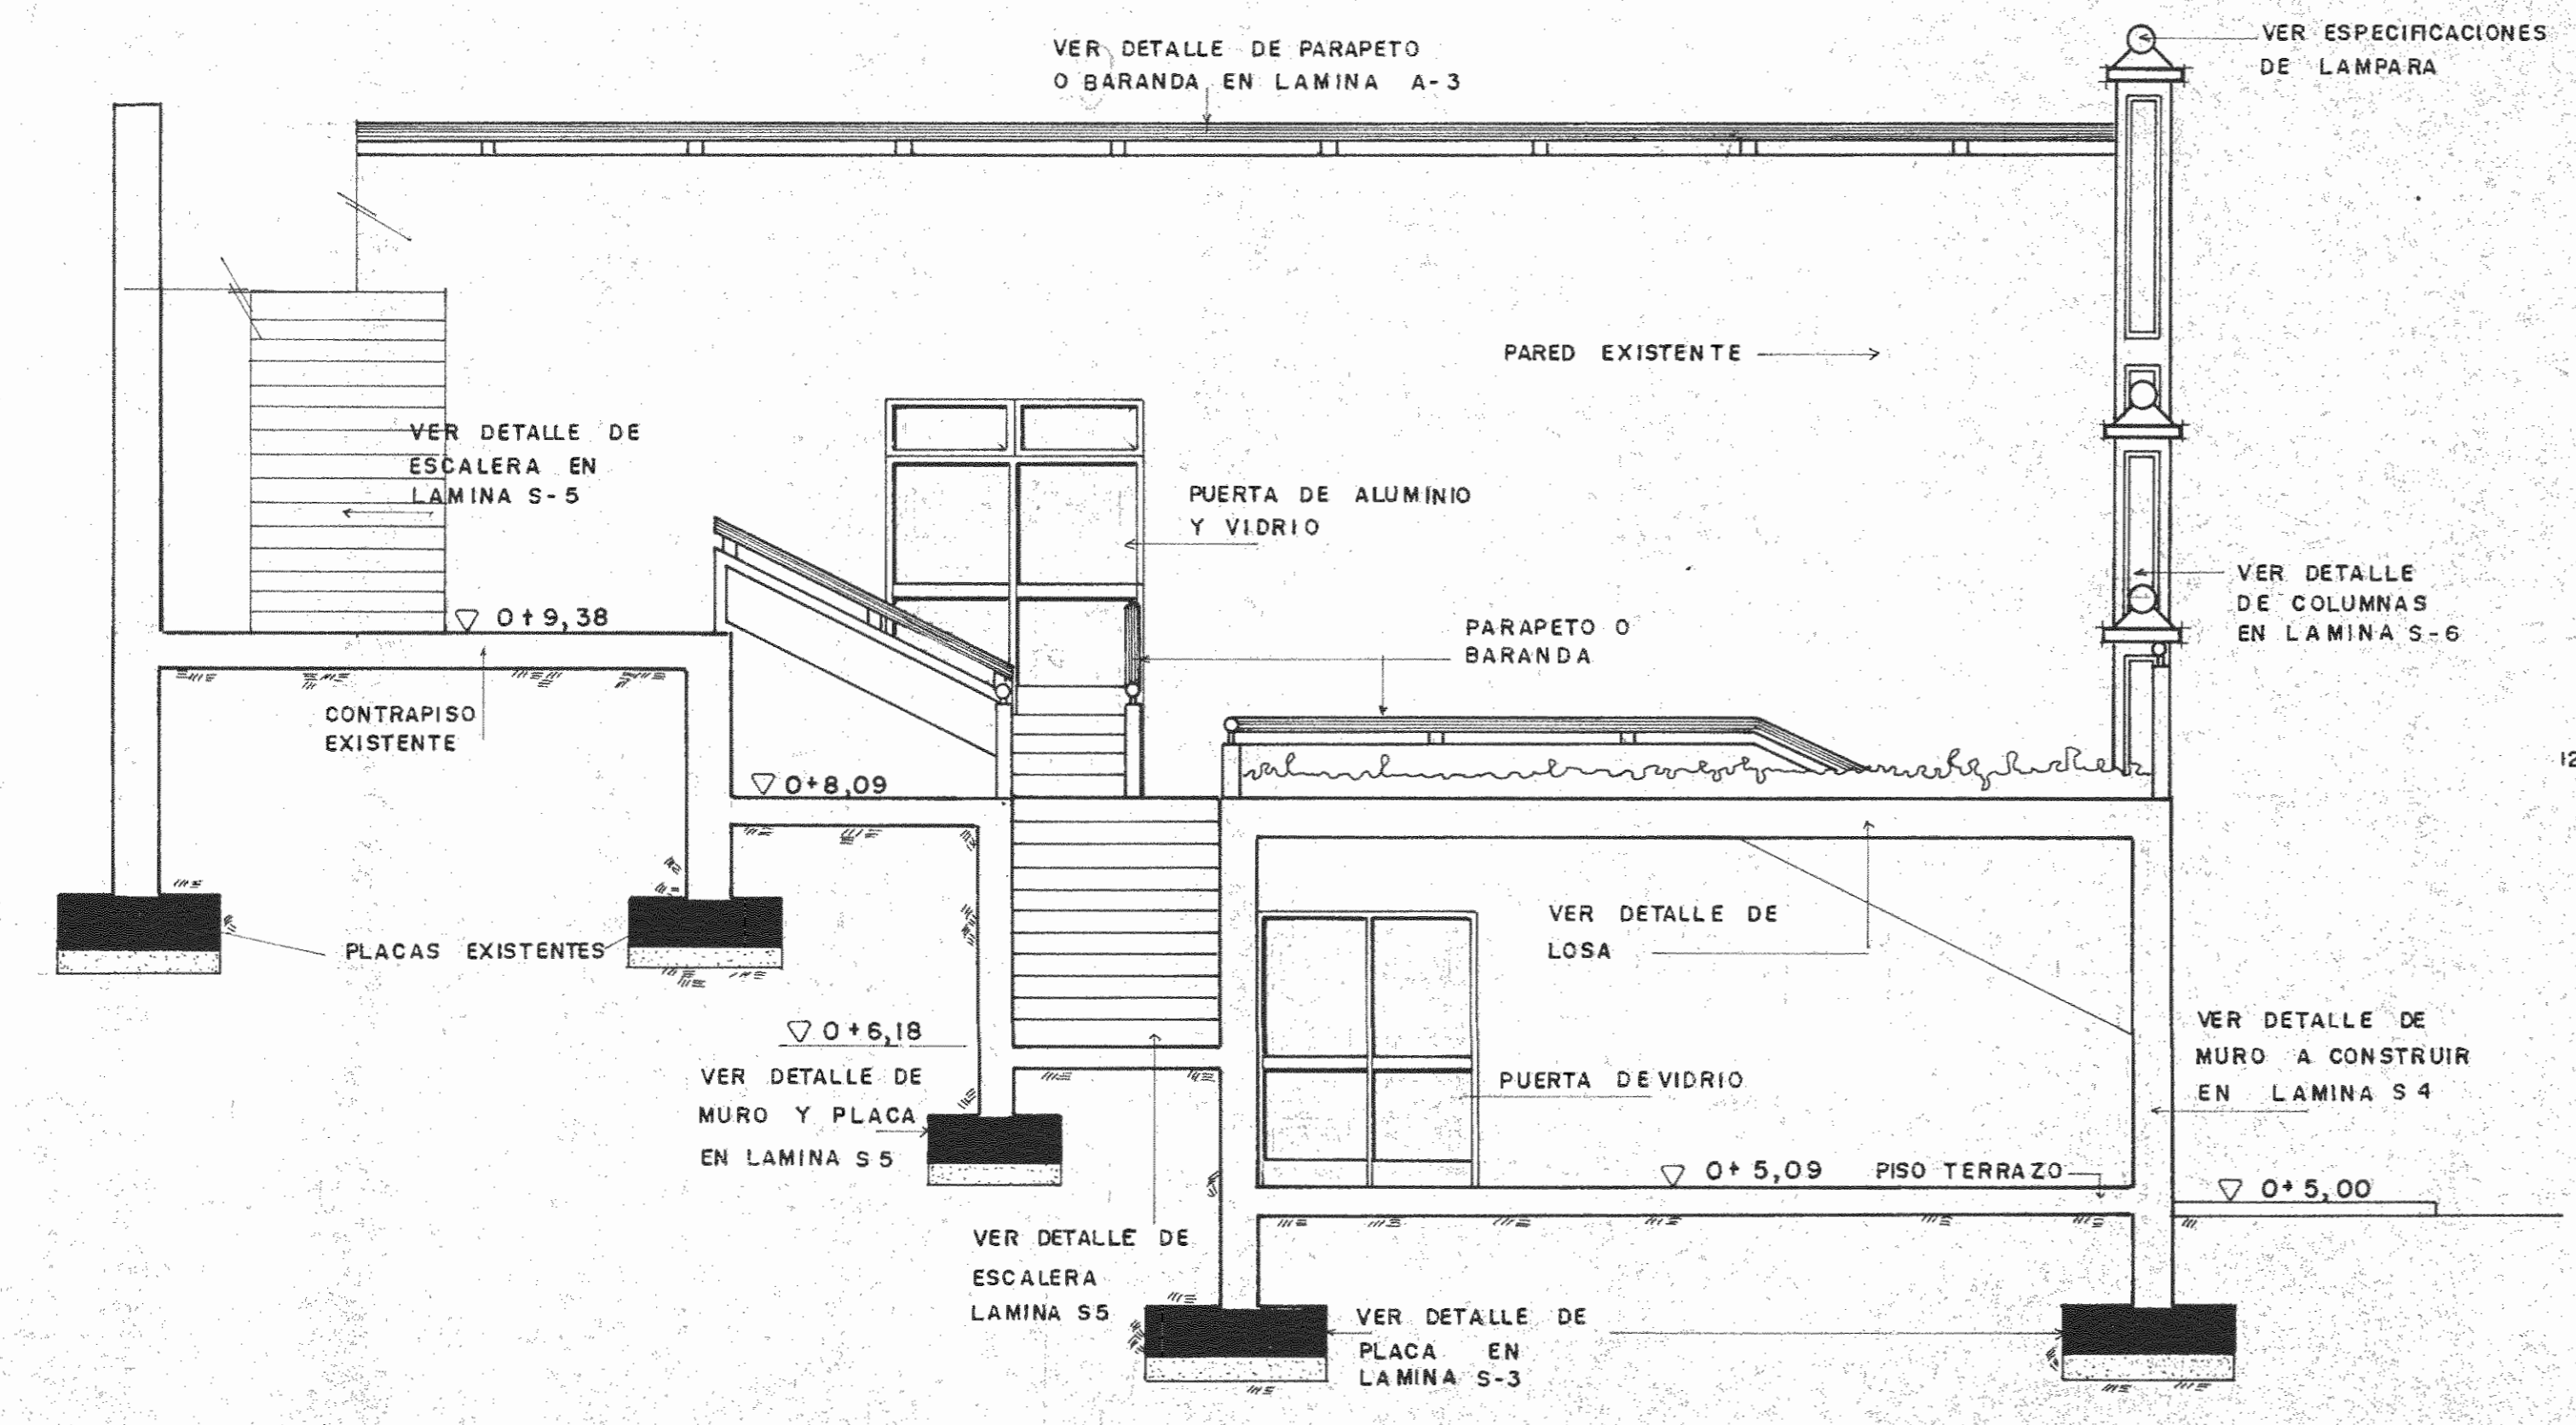 VER DETALLE DE PARAPETO
O BARANDA EN LAMINA A-3
VER ESPECIFICACIONES
DE LAMPARA
PARED EXISTENTE
VER DETALLE DE
ESCALERA EN
LAMINA S-5
PUERTA DE ALUMINIO
Y VIDRIO
VER DETALLE
DE COLUMNAS
EN LAMINA S-6
0+9,38
PARAPETO O
BARANDA
CONTRAPISO
EXISTENTE
12
0+8,09
PLACAS EXISTENTES
VER DETALLE DE
LOSA
0+6,18
VER DETALLE DE
MURO Y PLACA
EN LAMINA S5
PUERTA DE VIDRIO
VER DETALLE DE
MURO A CONSTRUIR
EN LAMINA S4
0+5,09 PISO TERRAZO
0+5,00
VER DETALLE DE
ESCALERA
LAMINA S5
VER DETALLE DE
PLACA EN
LAMINA S-3